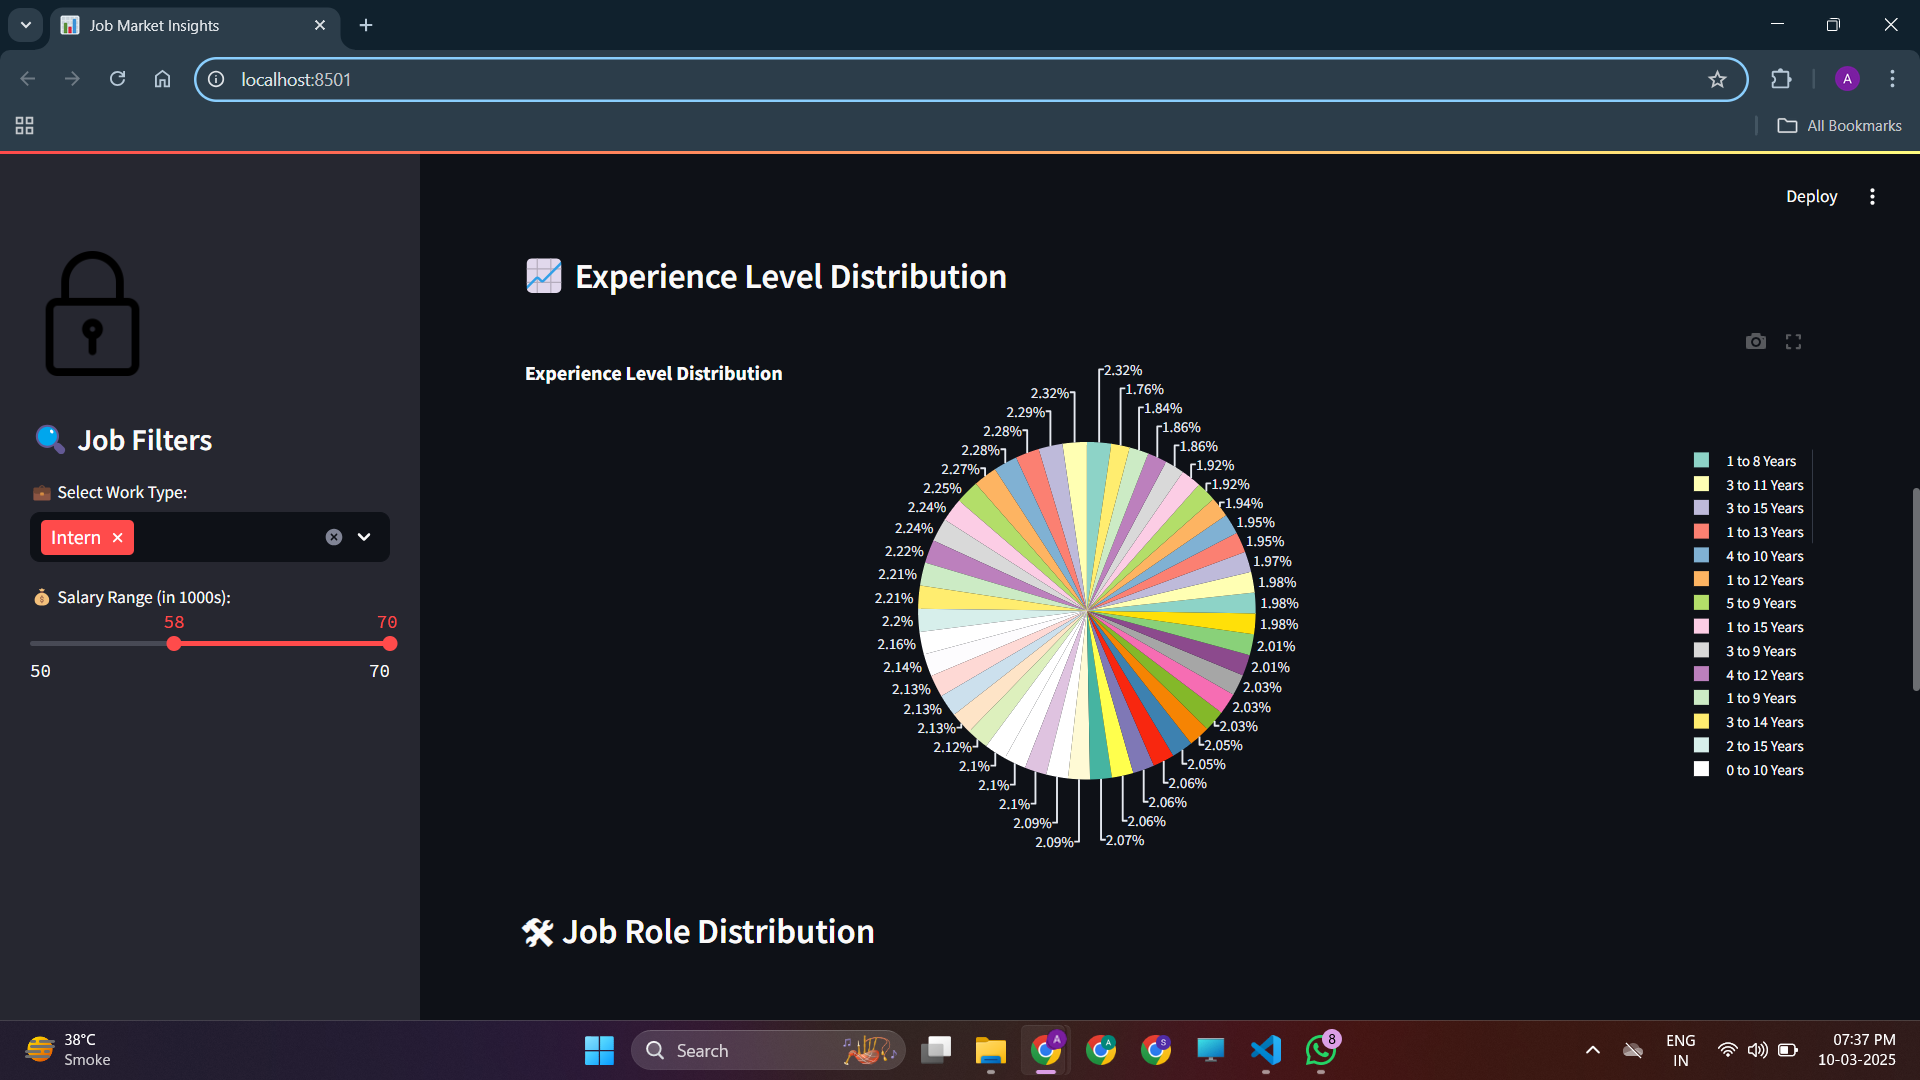 Job Market Insights
localhost:8501
A
All Bookmarks
Deploy
Experience Level Distribution
Job Filters
Select Work Type:
Intern
Salary Range (in 1000s):
58 70
50 70
Experience Level Distribution
2.32%
1.76%
1.84%
1.86%
1.86%
1.92%
1.92%
1.94%
1.95%
1.95%
1.97%
1.98%
1.98%
1.98%
2.01%
2.01%
2.03%
2.03%
2.03%
2.05%
2.05%
2.06%
2.06%
2.06%
2.07%
2.09%
2.09%
2.1%
2.1%
2.1%
2.12%
2.13%
2.13%
2.13%
2.14%
2.16%
2.2%
2.21%
2.21%
2.22%
2.24%
2.24%
2.25%
2.27%
2.28%
2.28%
2.29%
2.32%
1 to 8 Years
3 to 11 Years
3 to 15 Years
1 to 13 Years
4 to 10 Years
1 to 12 Years
5 to 9 Years
1 to 15 Years
3 to 9 Years
4 to 12 Years
1 to 9 Years
3 to 14 Years
2 to 15 Years
0 to 10 Years
Job Role Distribution
38°C
Smoke
Search
A
A
S
8
ENG
IN
07:37 PM
10-03-2025